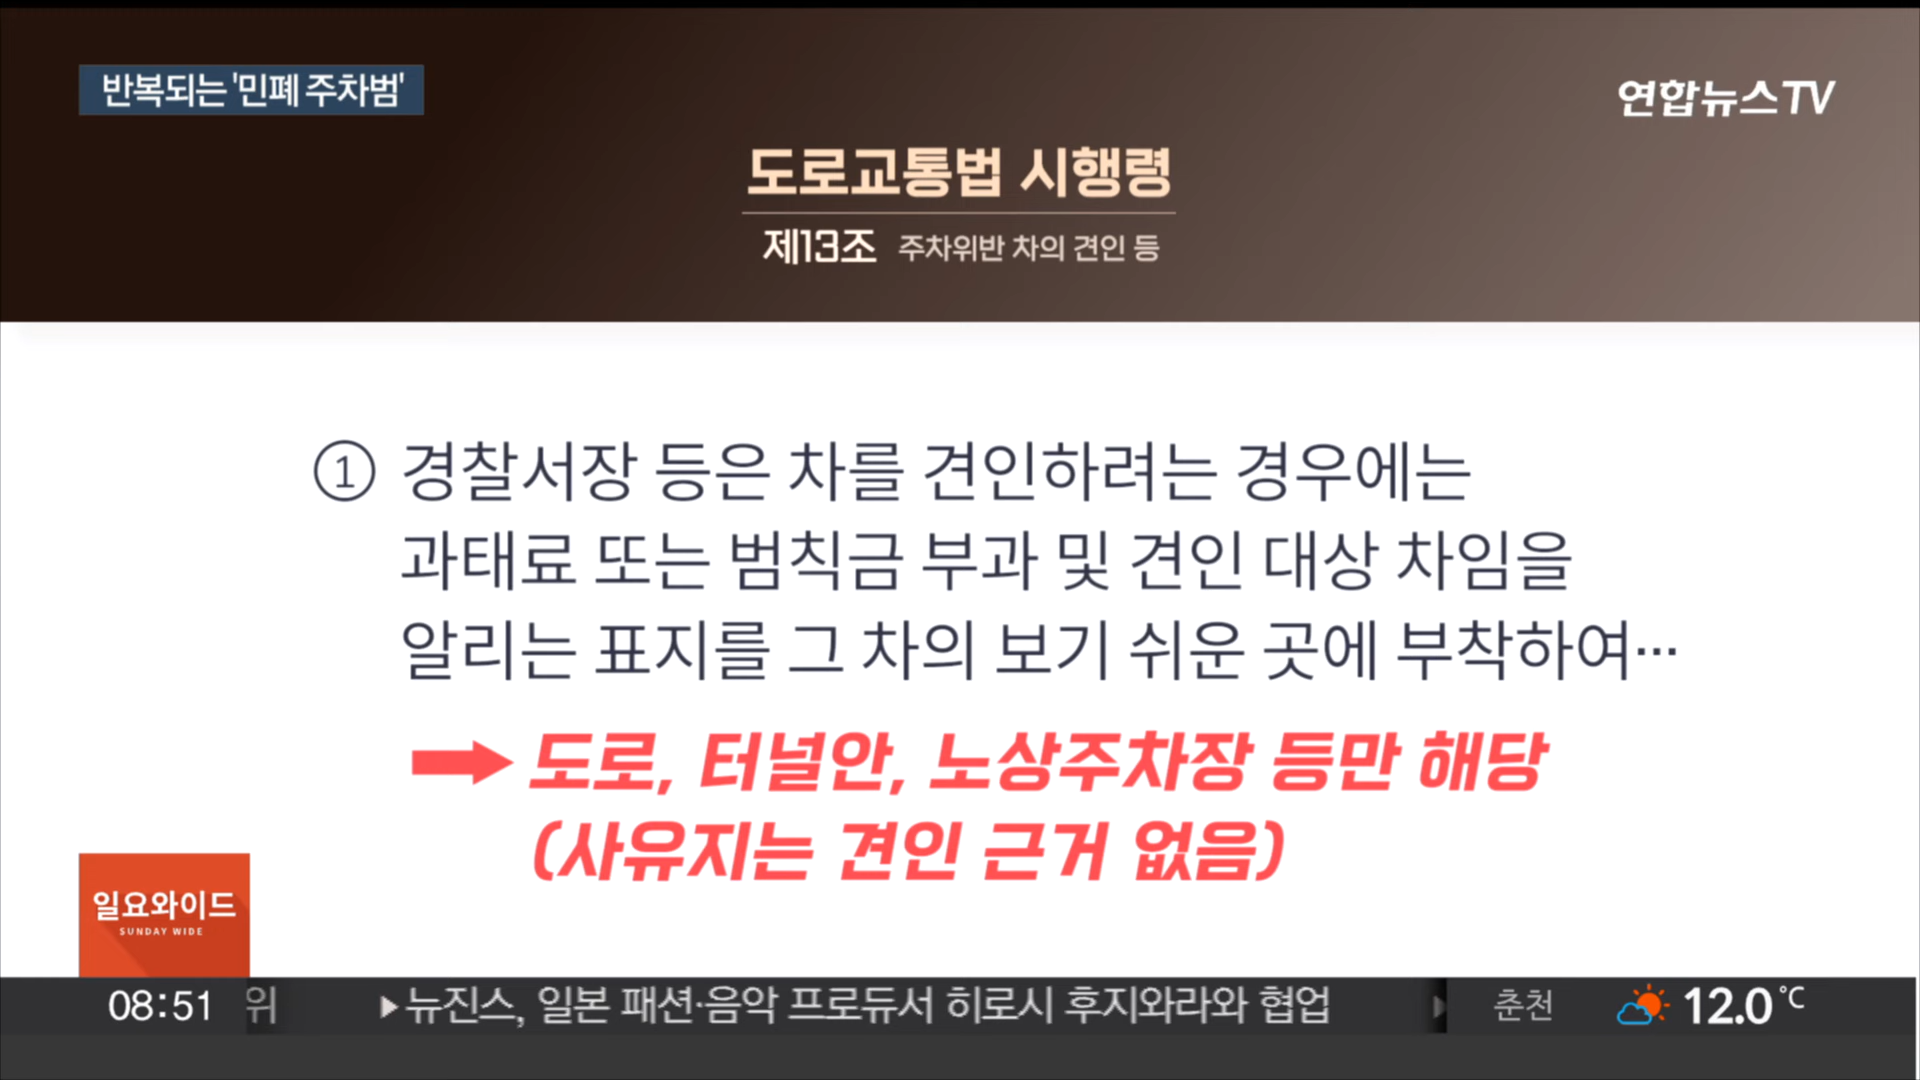 반복되는 '민폐 주차범'
연합뉴스TV
도로교통법 시행령
제13조 주차위반 차의 견인 등
① 경찰서장 등은 차를 견인하려는 경우에는
과태료 또는 범칙금 부과 및 견인 대상 차임을
알리는 표지를 그 차의 보기 쉬운 곳에 부착하여…
➡ 도로, 터널안, 노상주차장 등만 해당
(사유지는 견인 근거 없음)
일요와이드
SUNDAY WIDE
08:51 위 ▶뉴진스, 일본 패션·음악 프로듀서 히로시 후지와라와 협업 춘천 12.0℃